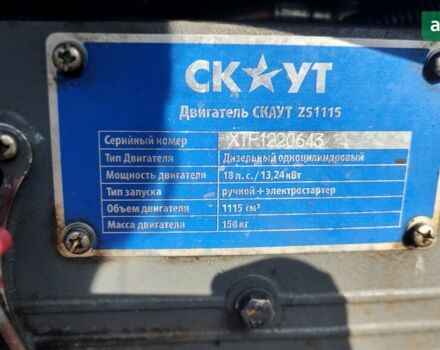 СК☆УТ
Двигатель СКАУТ ZS1115
Серийный номер XTF1220643
Тип Двигателя Дизельный одноцилиндровый
Мощность двигателя 18 л. с. / 13,24 кВт
Тип запуска ручной + электростартер
Объем двигателя 1115 см³
Масса двигателя 158 кг